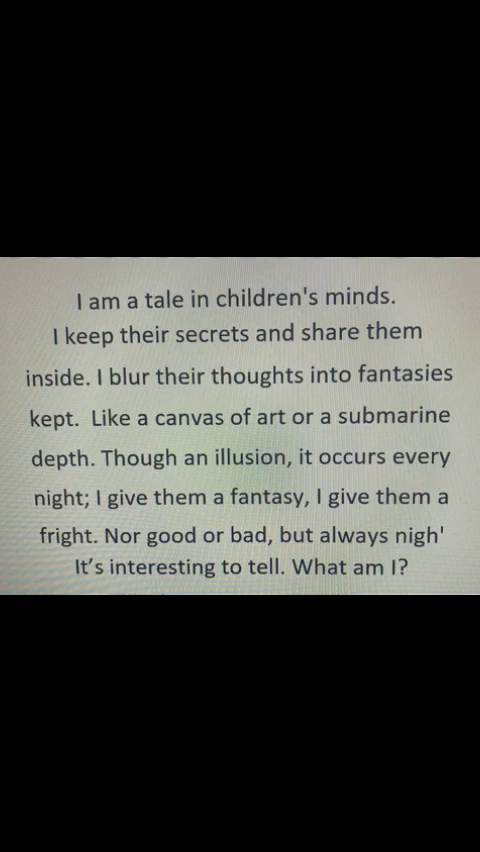 I am a tale in children's minds.
I keep their secrets and share them
inside. I blur their thoughts into fantasies
kept.  Like a canvas of art or a submarine
depth. Though an illusion, it occurs every
night; I give them a fantasy, I give them a
fright. Nor good or bad, but always nigh'
It’s interesting to tell. What am I?